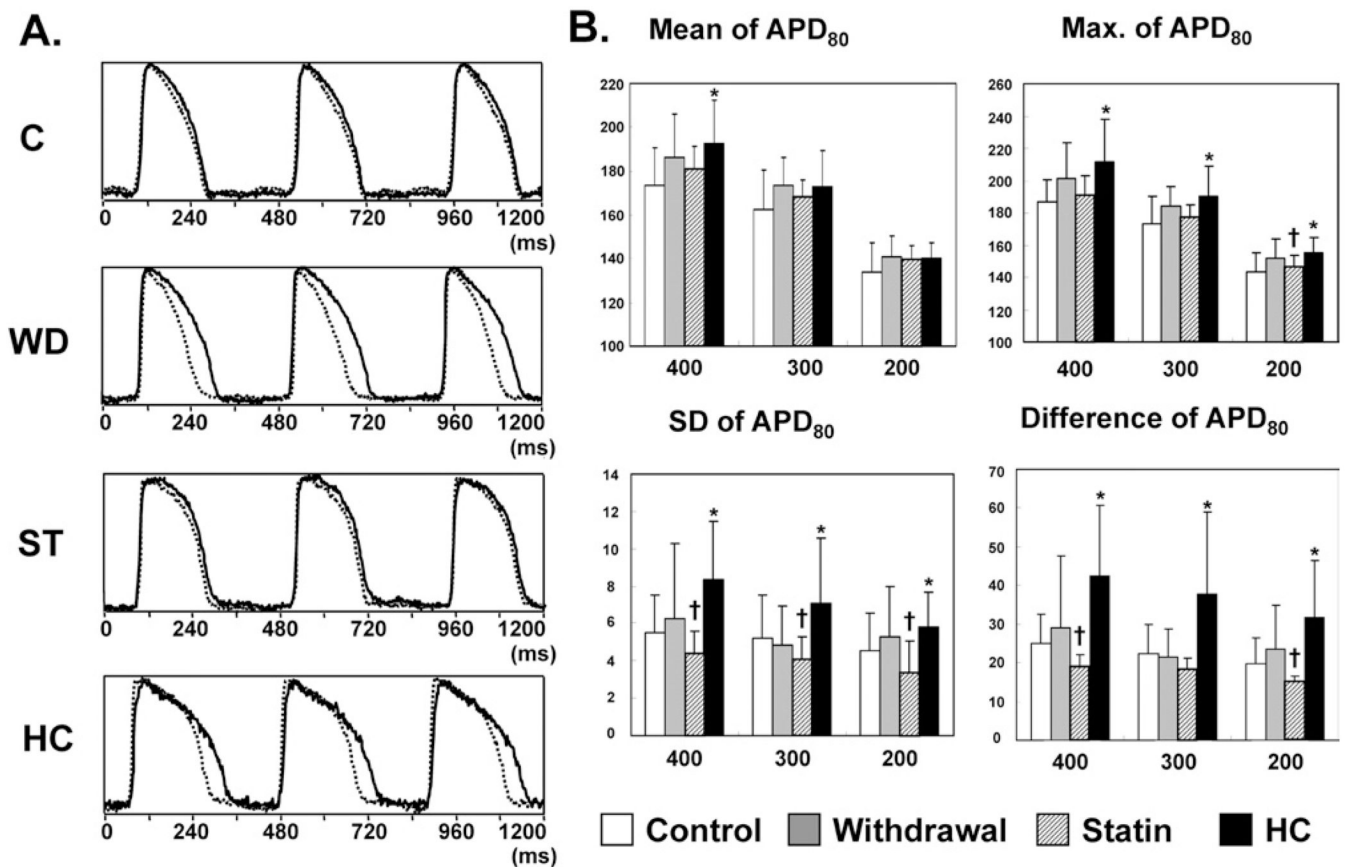 A.
C
0 240 480 720 960 1200
(ms)
WD
0 240 480 720 960 1200
(ms)
ST
0 240 480 720 960 1200
(ms)
HC
0 240 480 720 960 1200
(ms)
B.
Mean of APD80
220
200
180
160
140
120
100
*
400 300 200
Max. of APD80
260
240
220
200
180
160
140
120
100
* * † *
400 300 200
SD of APD80
14
12
10
8
6
4
2
0
† * † * † *
400 300 200
Difference of APD80
70
60
50
40
30
20
10
0
† * * † *
400 300 200
Control Withdrawal Statin HC